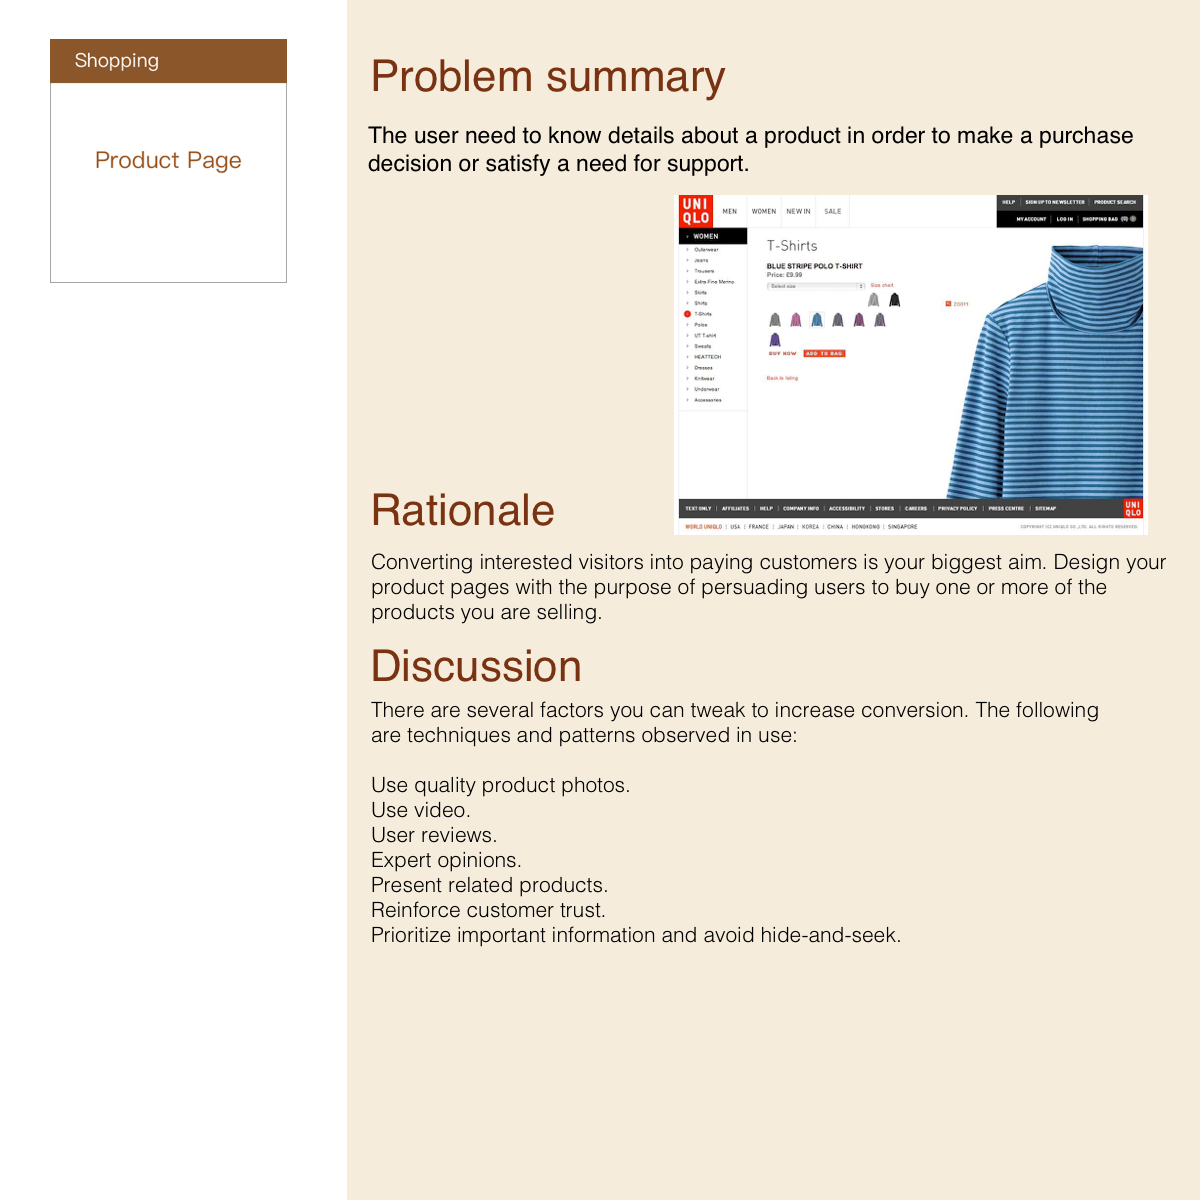 Shopping
Product Page
Problem summary
The user need to know details about a product in order to make a purchase
decision or satisfy a need for support.
UNI
QLO
MEN
WOMEN
NEW IN
SALE
HELP | SIGN UP TO NEWSLETTER | PRODUCT SEARCH
MY ACCOUNT | LOG IN | SHOPPING BAG
WOMEN
Outerwear
Jeans
Trousers
Extra Fine Merino
Skirts
Shirts
T-Shirts
Polos
UT T-shirt
Sweats
HEATTECH
Dresses
Knitwear
Underwear
Accessories
T-Shirts
BLUE STRIPE POLO T-SHIRT
Price: £9.99
Select size
Size chart
ZOOM
BUY NOW
ADD TO BAG
Back to listing
TEXT ONLY | AFFILIATES | HELP | COMPANY INFO | ACCESSIBILITY | STORES | CAREERS | PRIVACY POLICY | PRESS CENTRE | SITEMAP
UNI
QLO
WORLD UNIQLO | USA | FRANCE | JAPAN | KOREA | CHINA | HONGKONG | SINGAPORE
COPYRIGHT (C) UNIQLO CO.,LTD. ALL RIGHTS RESERVED.
Rationale
Converting interested visitors into paying customers is your biggest aim. Design your
product pages with the purpose of persuading users to buy one or more of the
products you are selling.
Discussion
There are several factors you can tweak to increase conversion. The following
are techniques and patterns observed in use:
Use quality product photos.
Use video.
User reviews.
Expert opinions.
Present related products.
Reinforce customer trust.
Prioritize important information and avoid hide-and-seek.